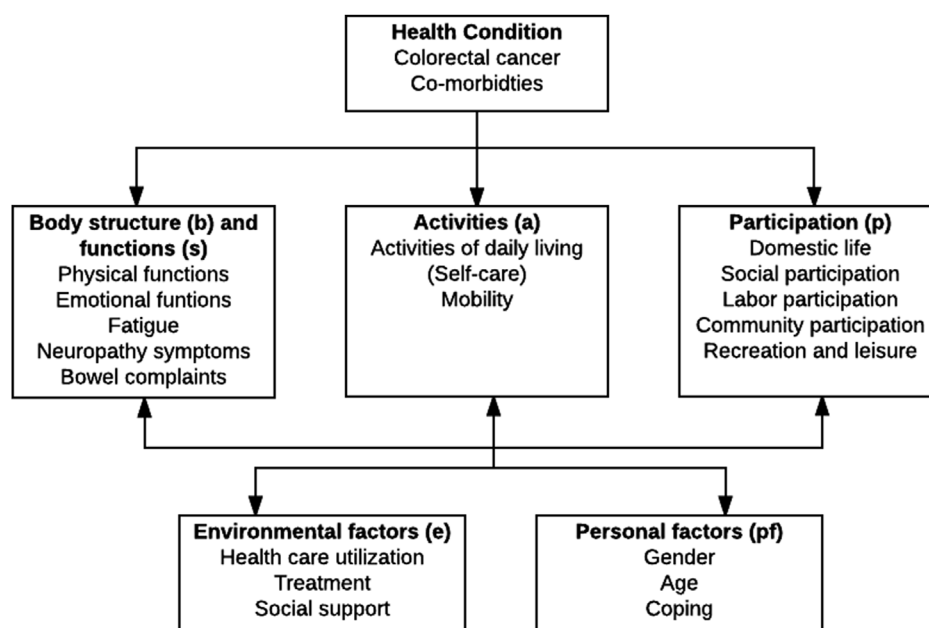 Health Condition
Colorectal cancer
Co-morbidties
Body structure (b) and
functions (s)
Physical functions
Emotional funtions
Fatigue
Neuropathy symptoms
Bowel complaints
Activities (a)
Activities of daily living
(Self-care)
Mobility
Participation (p)
Domestic life
Social participation
Labor participation
Community participation
Recreation and leisure
Environmental factors (e)
Health care utilization
Treatment
Social support
Personal factors (pf)
Gender
Age
Coping